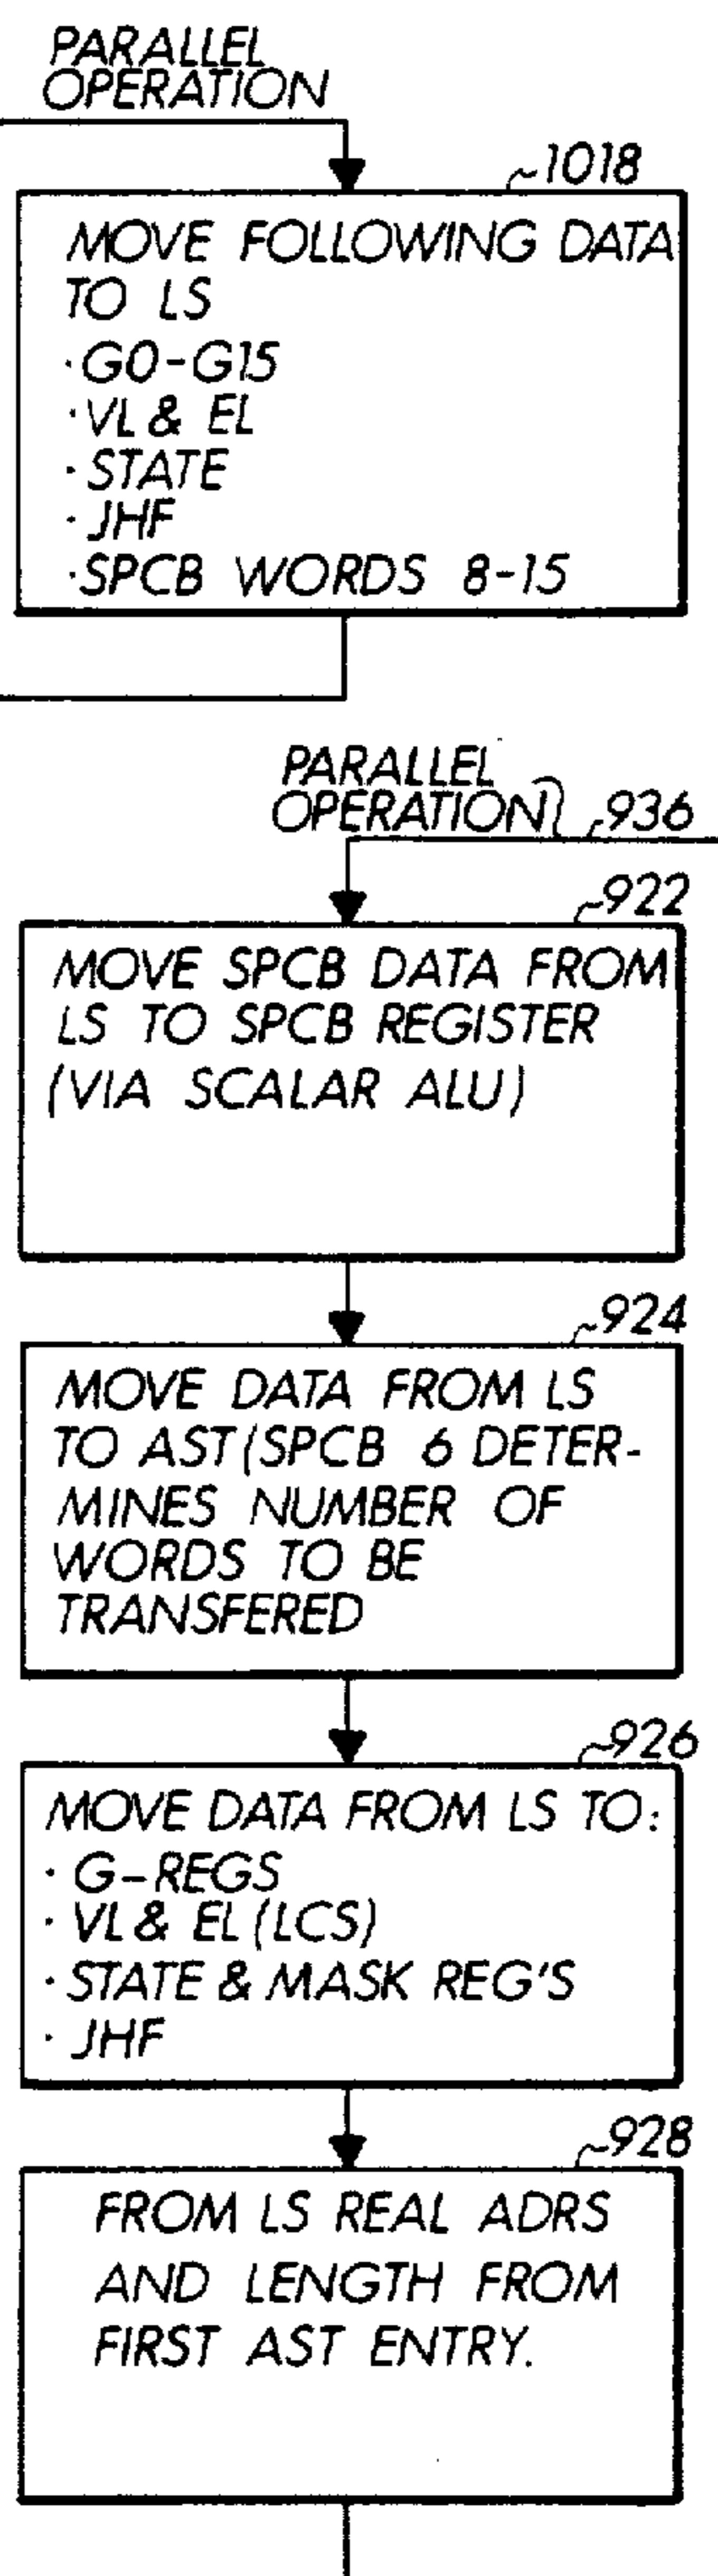 PARALLEL
OPERATION
1018
MOVE FOLLOWING DATA
TO LS
·G0-G15
·VL & EL
·STATE
·JHF
·SPCB WORDS 8-15
PARALLEL
OPERATION
936
922
MOVE SPCB DATA FROM
LS TO SPCB REGISTER
(VIA SCALAR ALU)
924
MOVE DATA FROM LS
TO AST (SPCB 6 DETER-
MINES NUMBER OF
WORDS TO BE
TRANSFERED
926
MOVE DATA FROM LS TO:
· G-REGS
· VL & EL (LCS)
· STATE & MASK REG'S
· JHF
928
FROM LS REAL ADRS
AND LENGTH FROM
FIRST AST ENTRY.